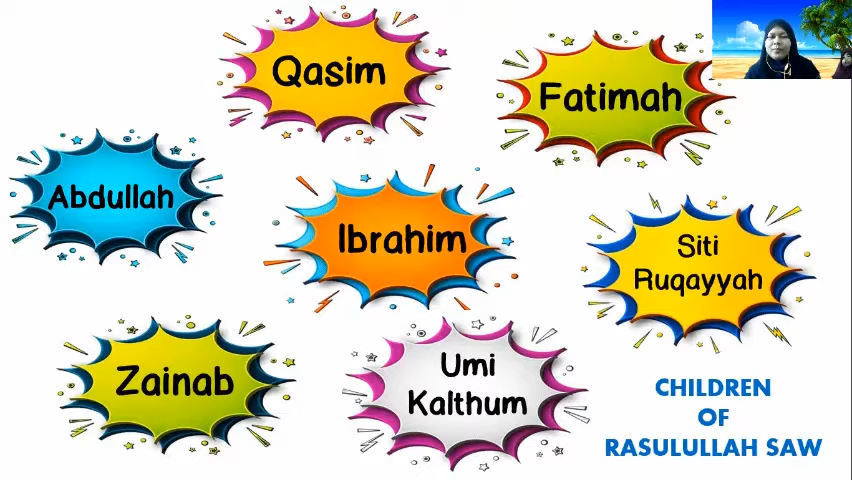 Qasim
Fatimah
Abdullah
Ibrahim
Siti
Ruqayyah
Zainab
Umi
Kalthum
CHILDREN
OF
RASULULLAH SAW